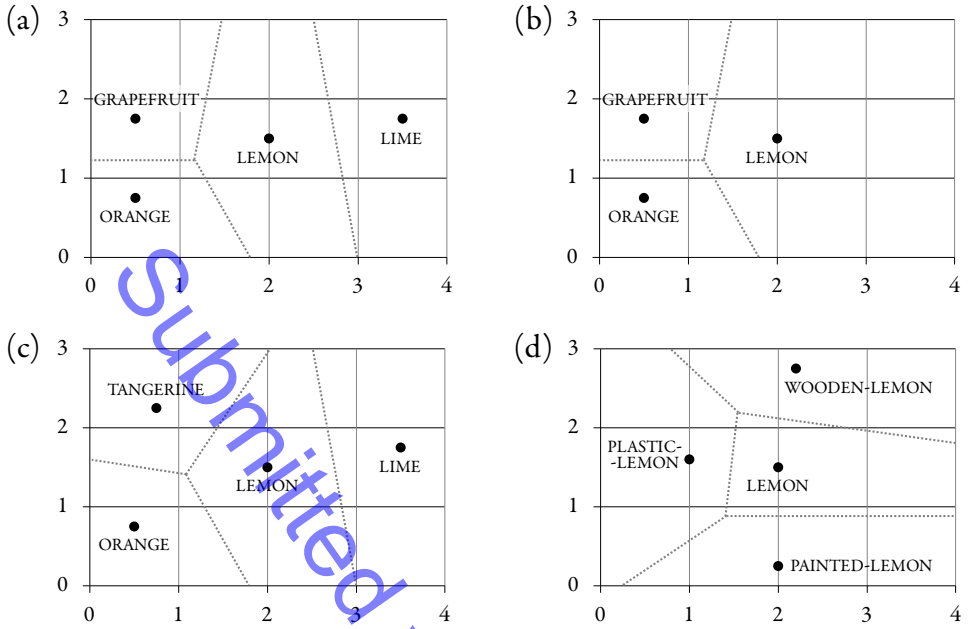 (a)
3
2
1
0
GRAPEFRUIT
LEMON
LIME
ORANGE
0 1 2 3 4
(b)
3
2
1
0
GRAPEFRUIT
LEMON
ORANGE
0 1 2 3 4
(c)
3
2
1
0
TANGERINE
LEMON
LIME
ORANGE
0 1 2 3 4
(d)
3
2
1
0
WOODEN-LEMON
PLASTIC-
-LEMON
LEMON
PAINTED-LEMON
0 1 2 3 4
Submitted